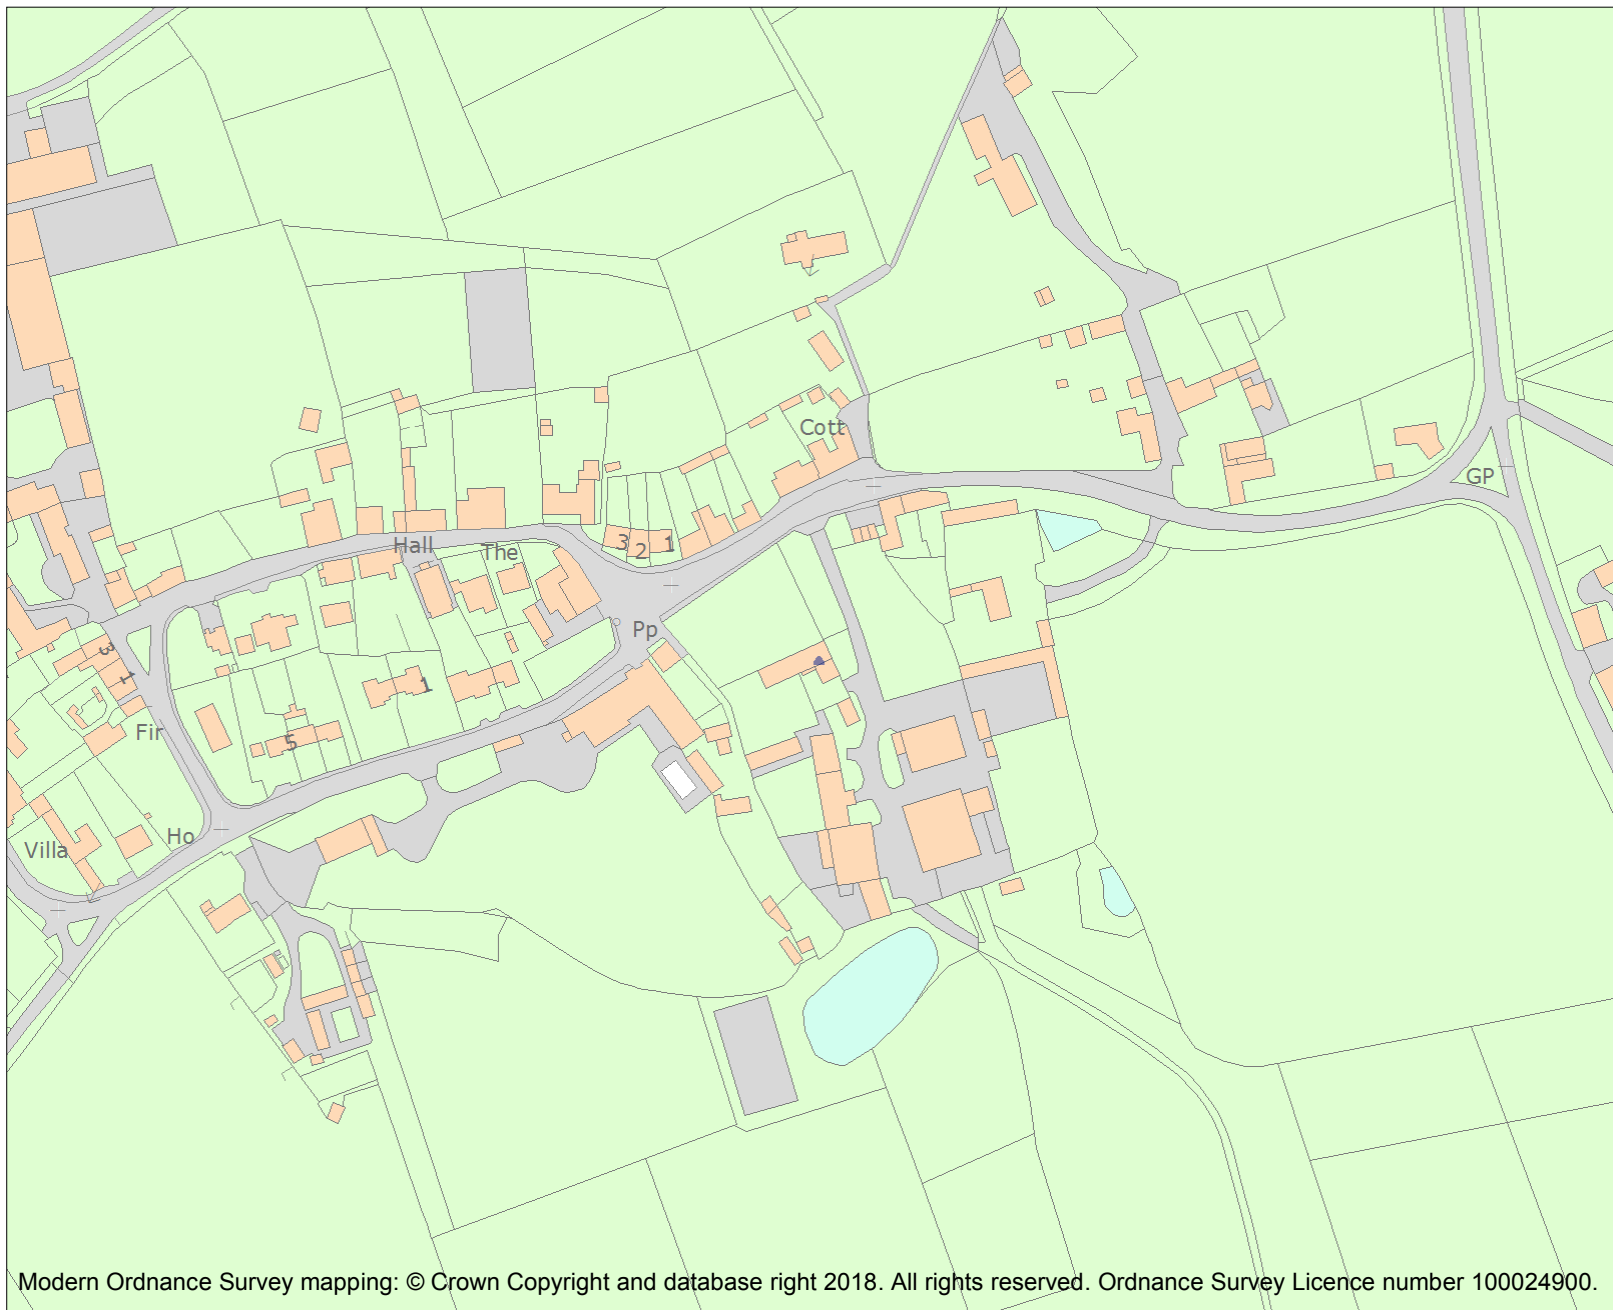 Cott
GP
Hall
The
3
2
1
Pp
3
1
1
Fir
5
Ho
Villa
Modern Ordnance Survey mapping: © Crown Copyright and database right 2018. All rights reserved. Ordnance Survey Licence number 100024900.